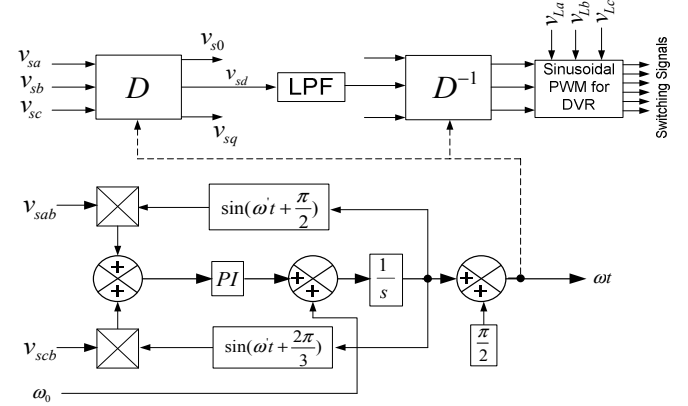 v_La
v_Lb
v_Lc
v_sa
v_sb
v_sc
D
v_s0
v_sd
v_sq
LPF
D⁻¹
Sinusoidal
PWM for
DVR
Switching Signals
v_sab
sin(ω't + π/2)
+
+
PI
+
+
1/s
+
+
ωt
π/2
v_scb
sin(ω't + 2π/3)
ω₀